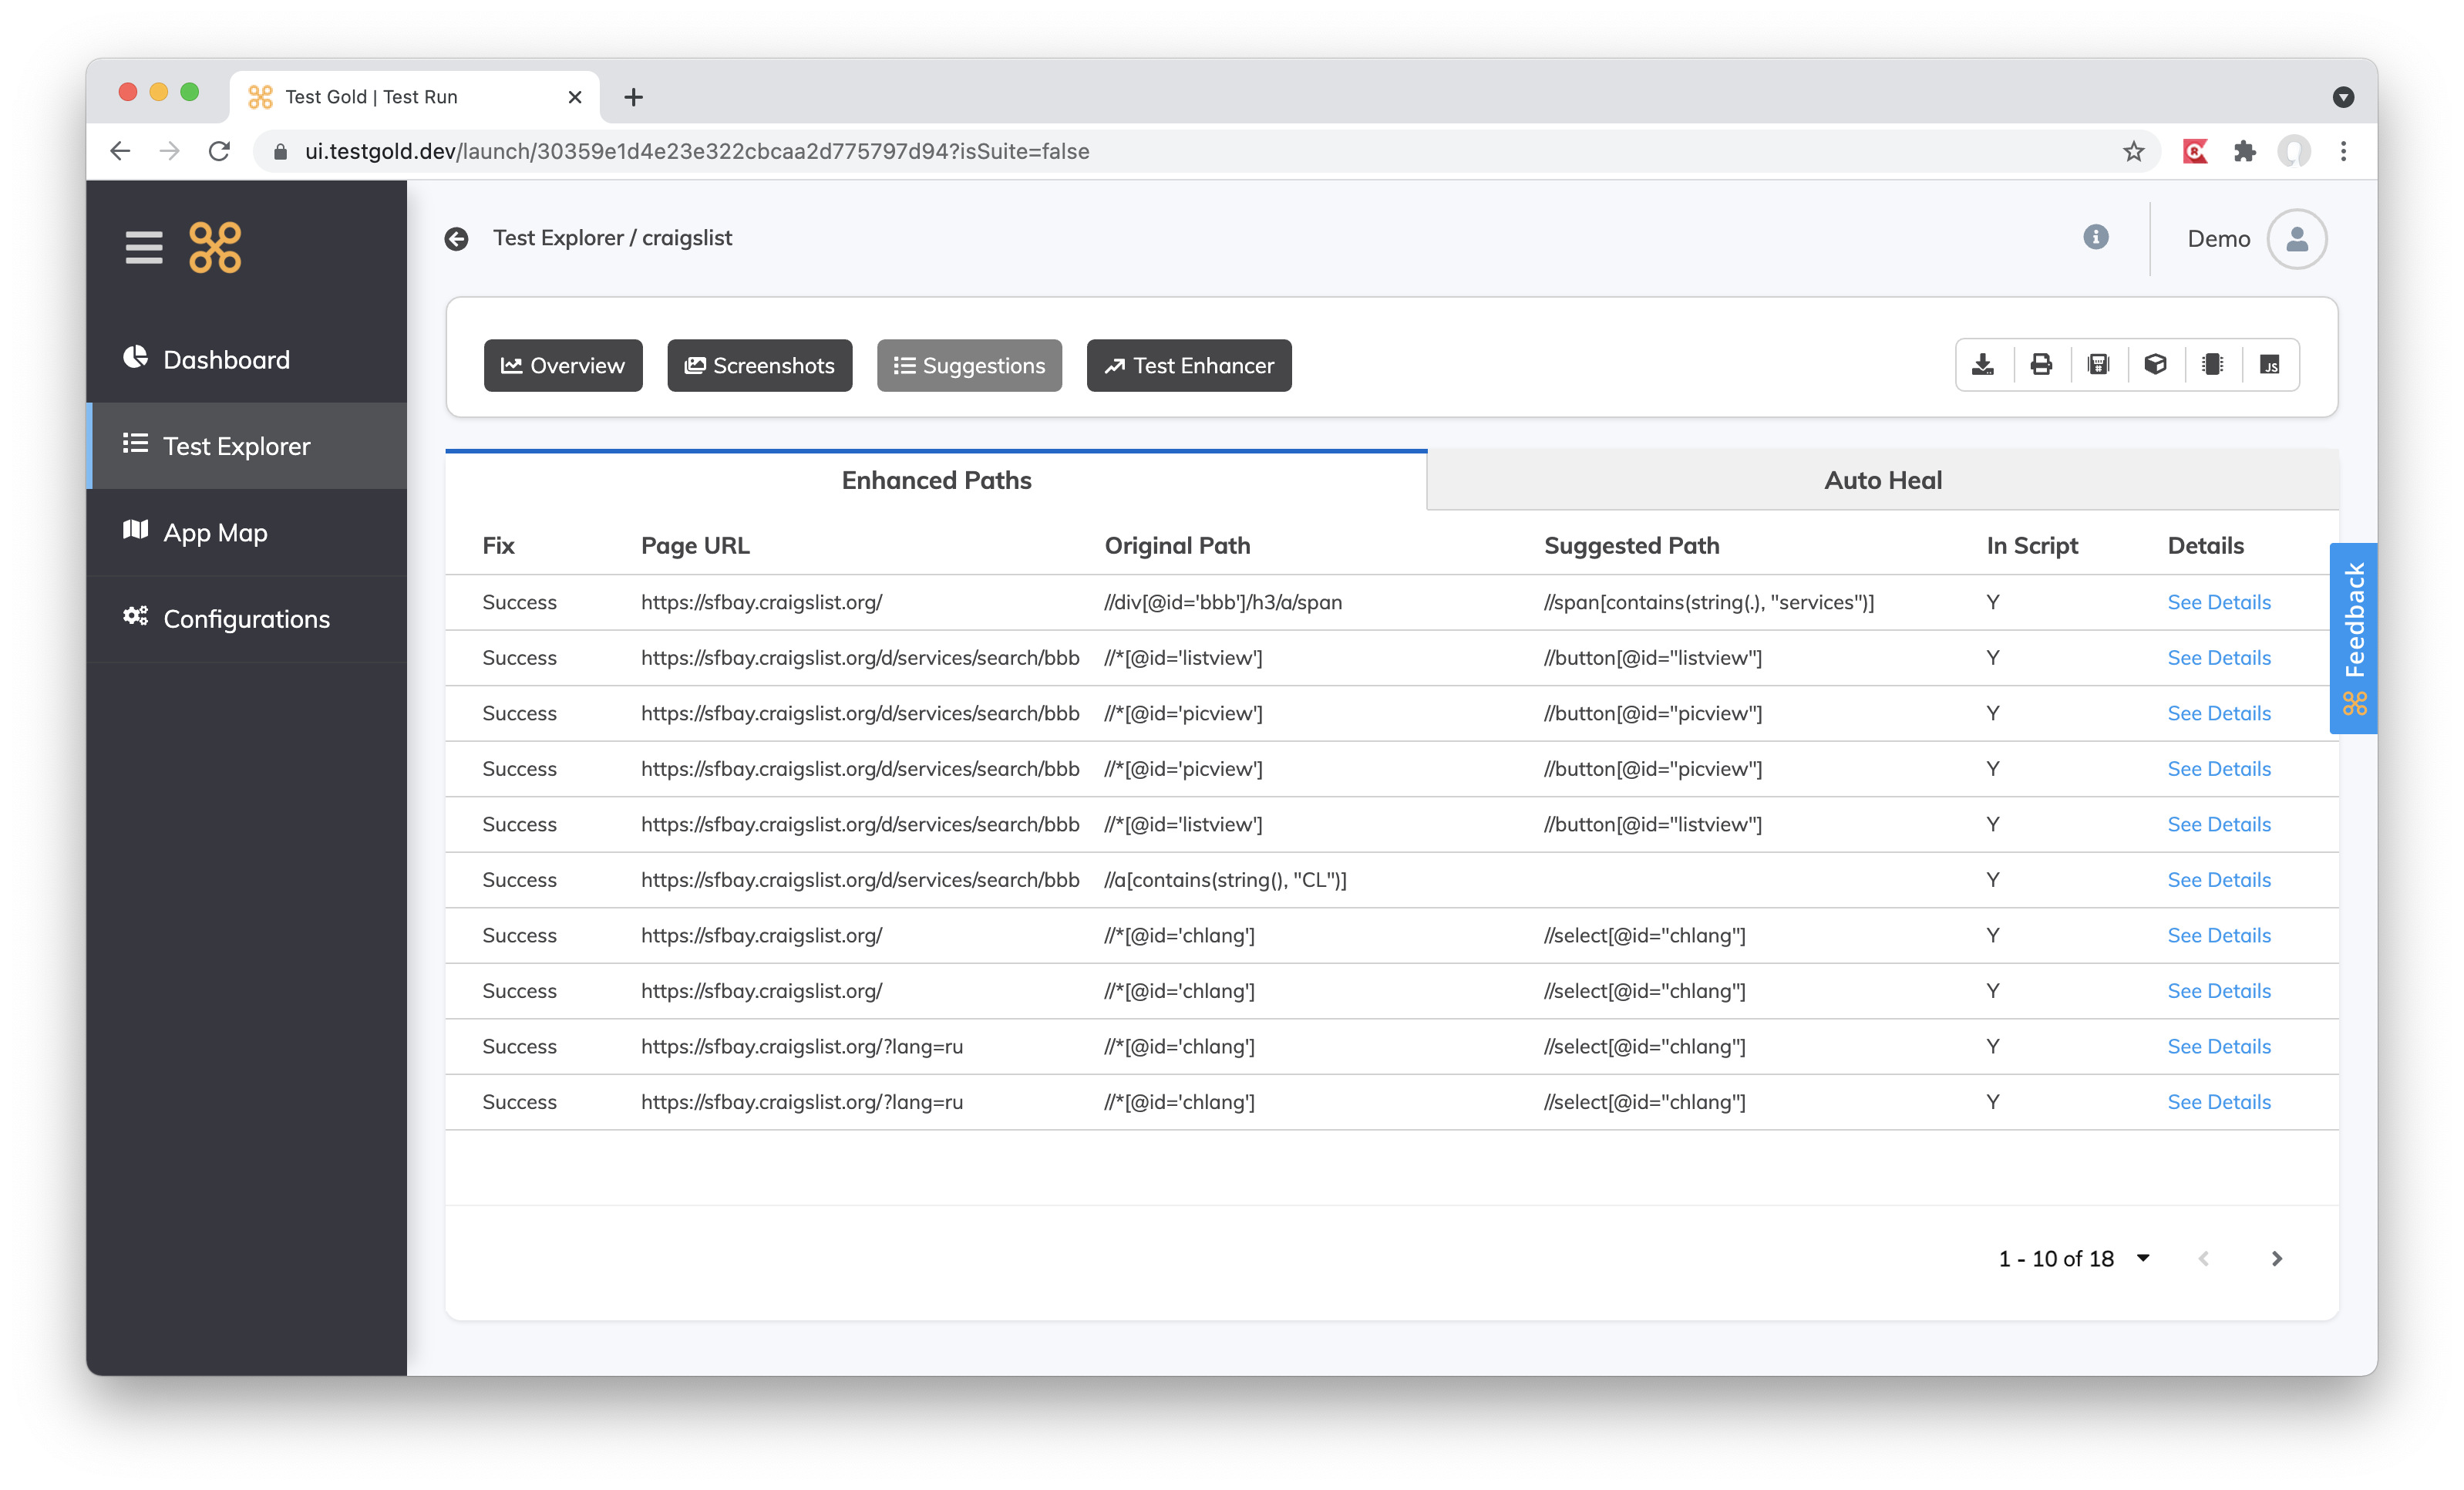 Test Gold | Test Run
ui.testgold.dev/launch/30359e1d4e23e322cbcaa2d775797d94?isSuite=false
Test Explorer / craigslist
Demo
Dashboard
Test Explorer
App Map
Configurations
Overview
Screenshots
Suggestions
Test Enhancer
JS
Enhanced Paths
Auto Heal
Fix Page URL Original Path Suggested Path In Script Details
Success https://sfbay.craigslist.org/ //div[@id='bbb']/h3/a/span //span[contains(string(.), "services")] Y See Details
Success https://sfbay.craigslist.org/d/services/search/bbb //*[@id='listview'] //button[@id="listview"] Y See Details
Success https://sfbay.craigslist.org/d/services/search/bbb //*[@id='picview'] //button[@id="picview"] Y See Details
Success https://sfbay.craigslist.org/d/services/search/bbb //*[@id='picview'] //button[@id="picview"] Y See Details
Success https://sfbay.craigslist.org/d/services/search/bbb //*[@id='listview'] //button[@id="listview"] Y See Details
Success https://sfbay.craigslist.org/d/services/search/bbb //a[contains(string(), "CL")] Y See Details
Success https://sfbay.craigslist.org/ //*[@id='chlang'] //select[@id="chlang"] Y See Details
Success https://sfbay.craigslist.org/ //*[@id='chlang'] //select[@id="chlang"] Y See Details
Success https://sfbay.craigslist.org/?lang=ru //*[@id='chlang'] //select[@id="chlang"] Y See Details
Success https://sfbay.craigslist.org/?lang=ru //*[@id='chlang'] //select[@id="chlang"] Y See Details
Feedback
1 - 10 of 18